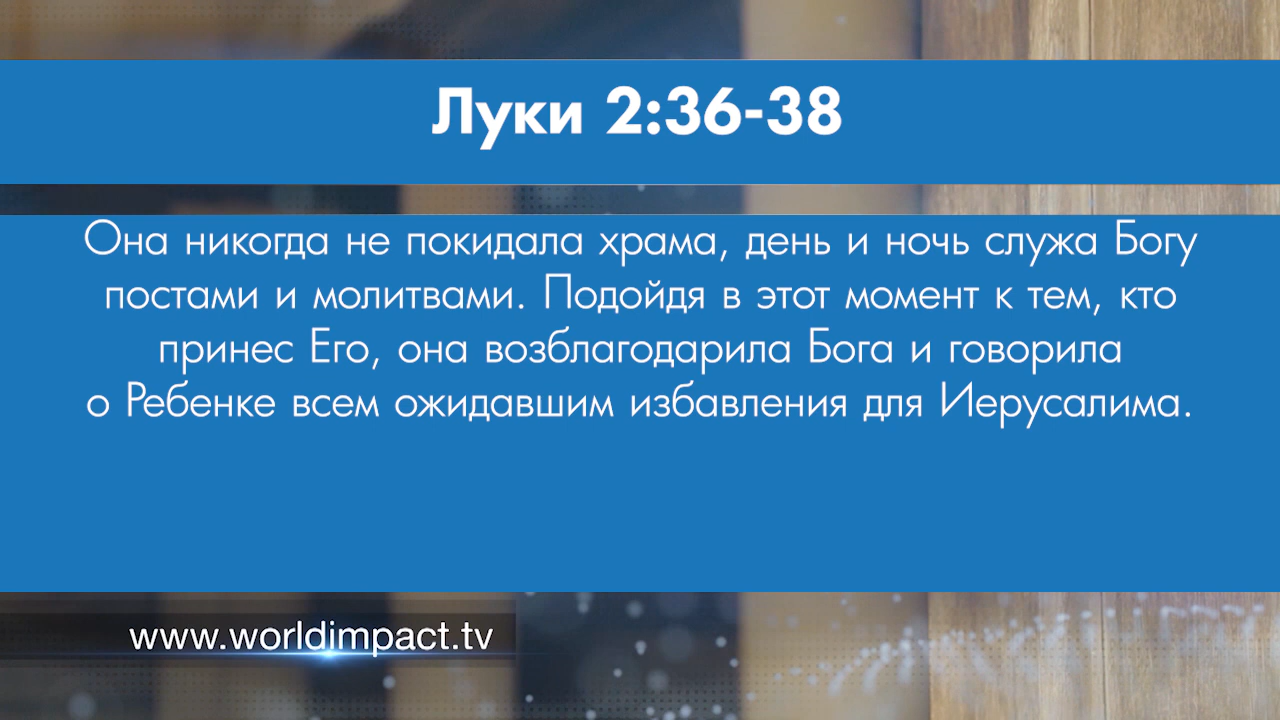 Луки 2:36-38
Она никогда не покидала храма, день и ночь служа Богу
постами и молитвами. Подойдя в этот момент к тем, кто
принес Его, она возблагодарила Бога и говорила
о Ребенке всем ожидавшим избавления для Иерусалима.
www.worldimpact.tv